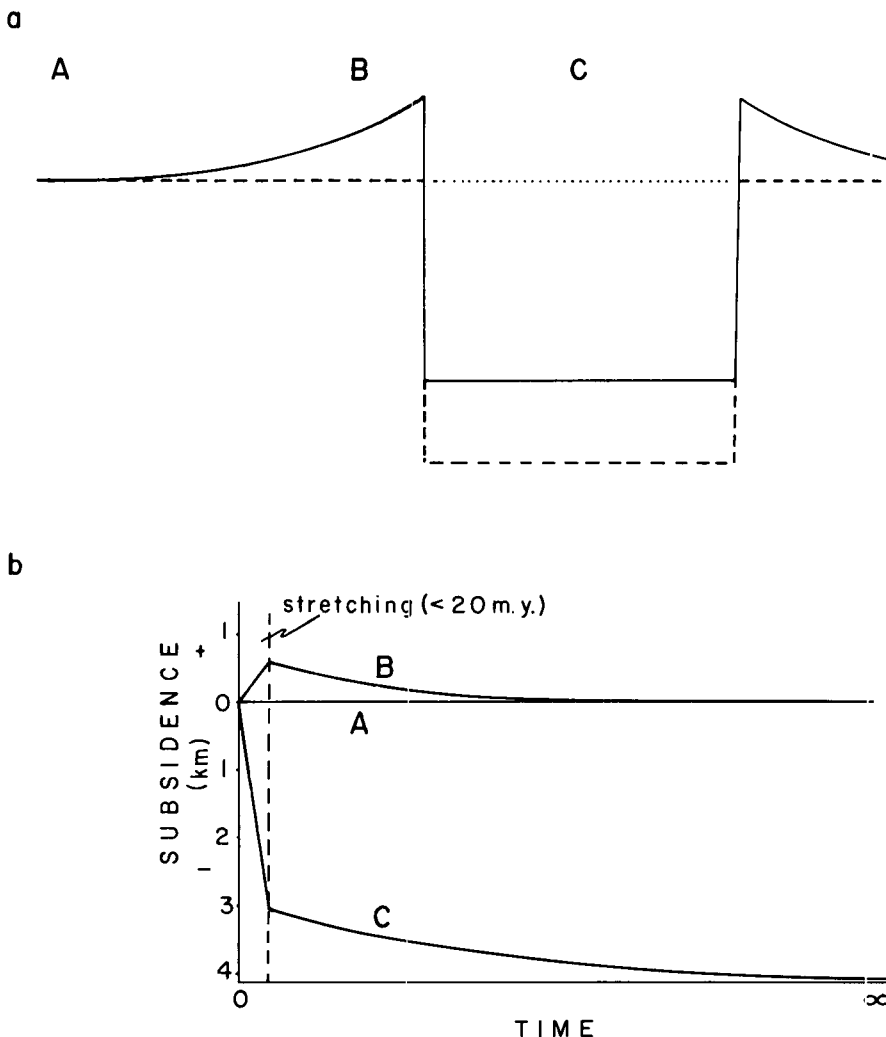 a
A B C
b
stretching (< 20 m.y.)
SUBSIDENCE
(km)
+
−
1
0
1
2
3
4
B
A
C
0 ∞
TIME